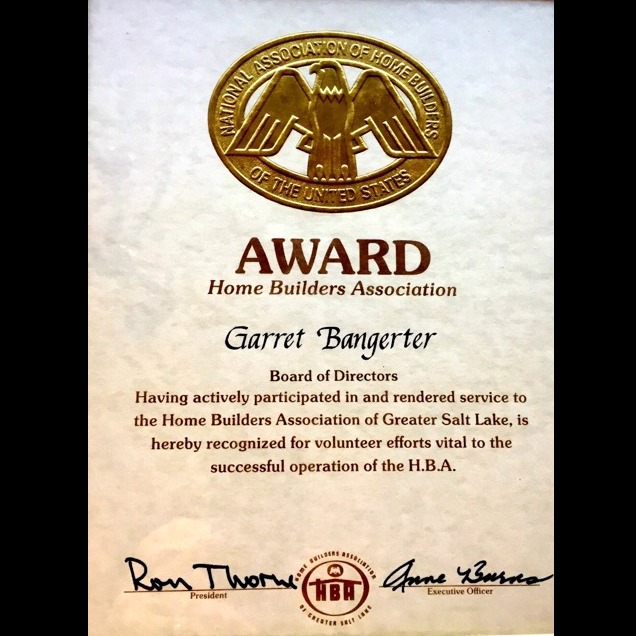 NATIONAL ASSOCIATION OF HOME BUILDERS
OF THE UNITED STATES
AWARD
Home Builders Association
Garret Bangerter
Board of Directors
Having actively participated in and rendered service to
the Home Builders Association of Greater Salt Lake, is
hereby recognized for volunteer efforts vital to the
successful operation of the H.B.A.
Ron Thorne
President
HOME BUILDERS ASSOCIATION
HBA
OF GREATER SALT LAKE
Anne Burns
Executive Officer